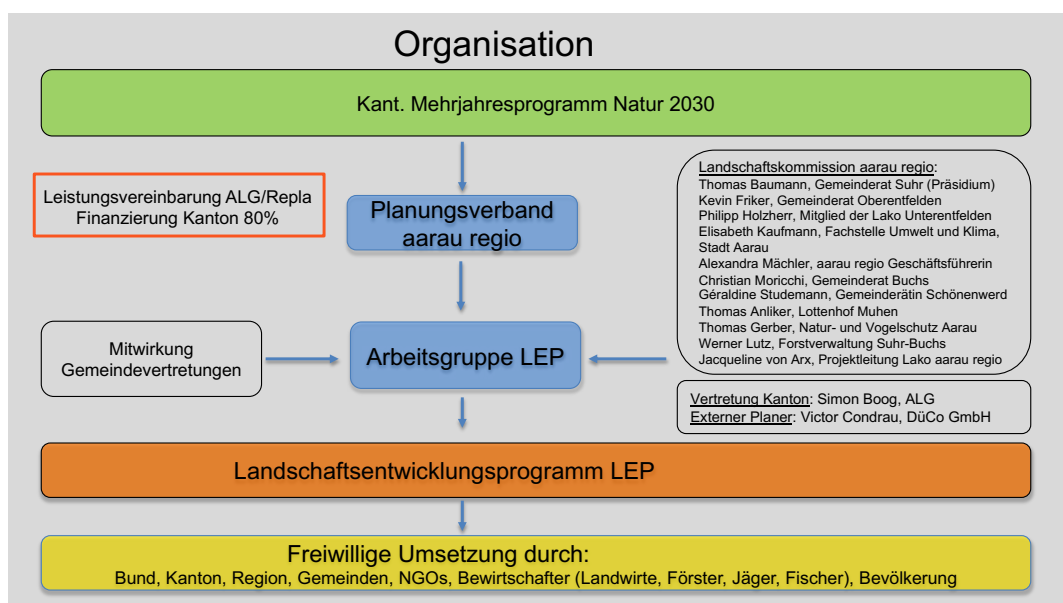 Organisation
Kant. Mehrjahresprogramm Natur 2030
Leistungsvereinbarung ALG/Repla
Finanzierung Kanton 80%
Planungsverband
aarau regio
Landschaftskommission aarau regio:
Thomas Baumann, Gemeinderat Suhr (Präsidium)
Kevin Friker, Gemeinderat Oberentfelden
Philipp Holzherr, Mitglied der Lako Unterentfelden
Elisabeth Kaufmann, Fachstelle Umwelt und Klima,
Stadt Aarau
Alexandra Mächler, aarau regio Geschäftsführerin
Christian Moricchi, Gemeinderat Buchs
Géraldine Studemann, Gemeinderätin Schönenwerd
Thomas Anliker, Lottenhof Muhen
Thomas Gerber, Natur- und Vogelschutz Aarau
Werner Lutz, Forstverwaltung Suhr-Buchs
Jacqueline von Arx, Projektleitung Lako aarau regio
Mitwirkung
Gemeindevertretungen
Arbeitsgruppe LEP
Vertretung Kanton: Simon Boog, ALG
Externer Planer: Victor Condrau, DüCo GmbH
Landschaftsentwicklungsprogramm LEP
Freiwillige Umsetzung durch:
Bund, Kanton, Region, Gemeinden, NGOs, Bewirtschafter (Landwirte, Förster, Jäger, Fischer), Bevölkerung